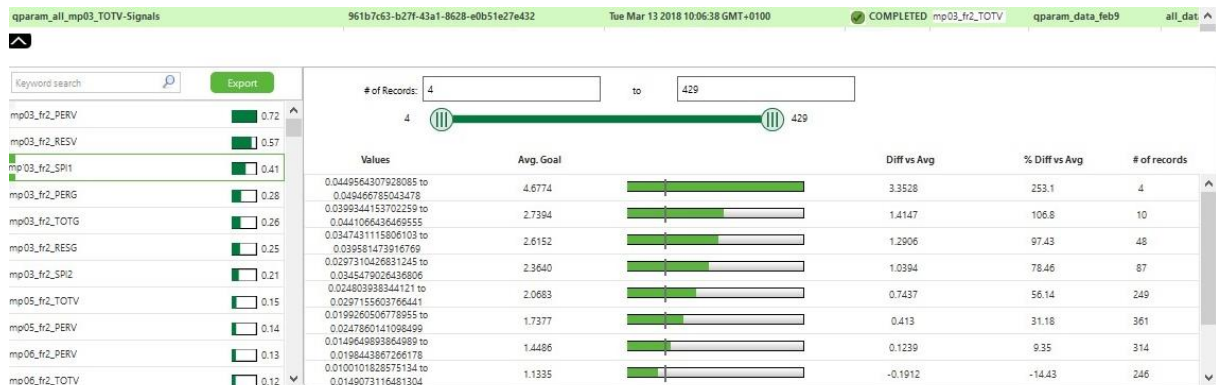 qparam_all_mp03_TOTV-Signals 961b7c63-b27f-43a1-8628-e0b51e27e432 Tue Mar 13 2018 10:06:38 GMT+0100 COMPLETED mp03_fr2_TOTV qparam_data_feb9 all_dat
Keyword search Export
# of Records: 4 to 429
4 429
mp03_fr2_PERV 0.72
mp03_fr2_RESV 0.57
mp03_fr2_SPI1 0.41
mp03_fr2_PERG 0.28
mp03_fr2_TOTG 0.26
mp03_fr2_RESG 0.25
mp03_fr2_SPI2 0.21
mp05_fr2_TOTV 0.15
mp05_fr2_PERV 0.14
mp06_fr2_PERV 0.13
mp06_fr2_TOTV 0.12
Values Avg. Goal Diff vs Avg % Diff vs Avg # of records
0.0449564307928085 to
0.049466785043478 4.6774 3.3528 253.1 4
0.0399344153702259 to
0.0441066436469555 2.7394 1.4147 106.8 10
0.0347431115806103 to
0.039581473916769 2.6152 1.2906 97.43 48
0.0297310426831245 to
0.0345479026436806 2.3640 1.0394 78.46 87
0.024803938344121 to
0.0297155603766441 2.0683 0.7437 56.14 249
0.0199260506778955 to
0.0247860141098499 1.7377 0.413 31.18 361
0.0149649893864989 to
0.0198443867266178 1.4486 0.1239 9.35 314
0.0100101828575134 to
0.0149073116481304 1.1335 -0.1912 -14.43 246